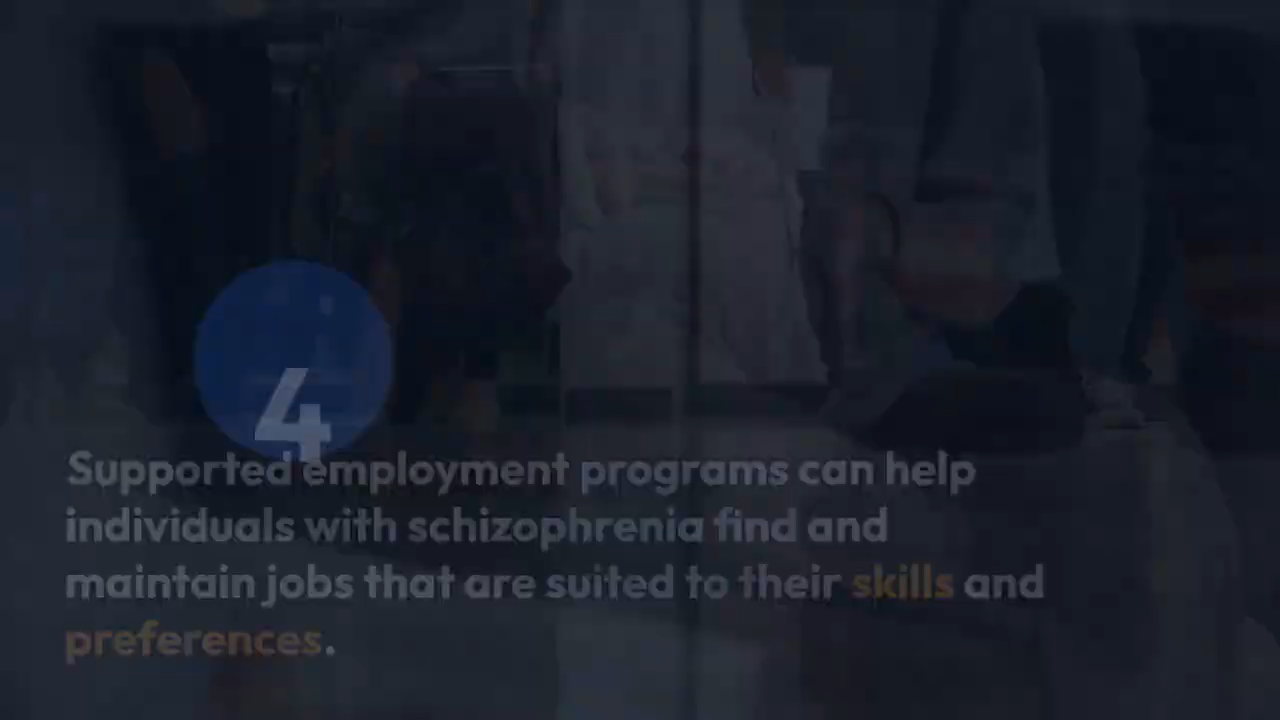 4
Supported employment programs can help
individuals with schizophrenia find and
maintain jobs that are suited to their skills and
preferences.